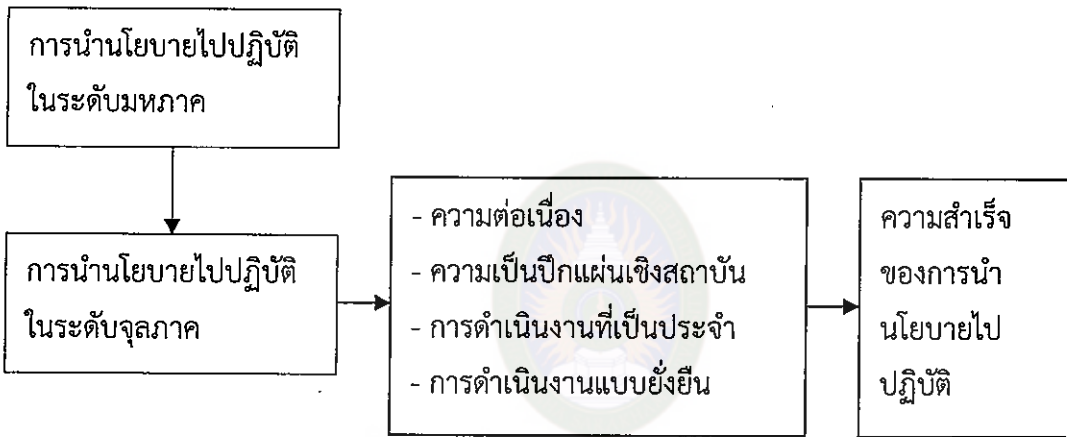 การนำนโยบายไปปฏิบัติ
ในระดับมหภาค
การนำนโยบายไปปฏิบัติ
ในระดับจุลภาค
- ความต่อเนื่อง
- ความเป็นปึกแผ่นเชิงสถาบัน
- การดำเนินงานที่เป็นประจำ
- การดำเนินงานแบบยั่งยืน
ความสำเร็จ
ของการนำ
นโยบายไป
ปฏิบัติ